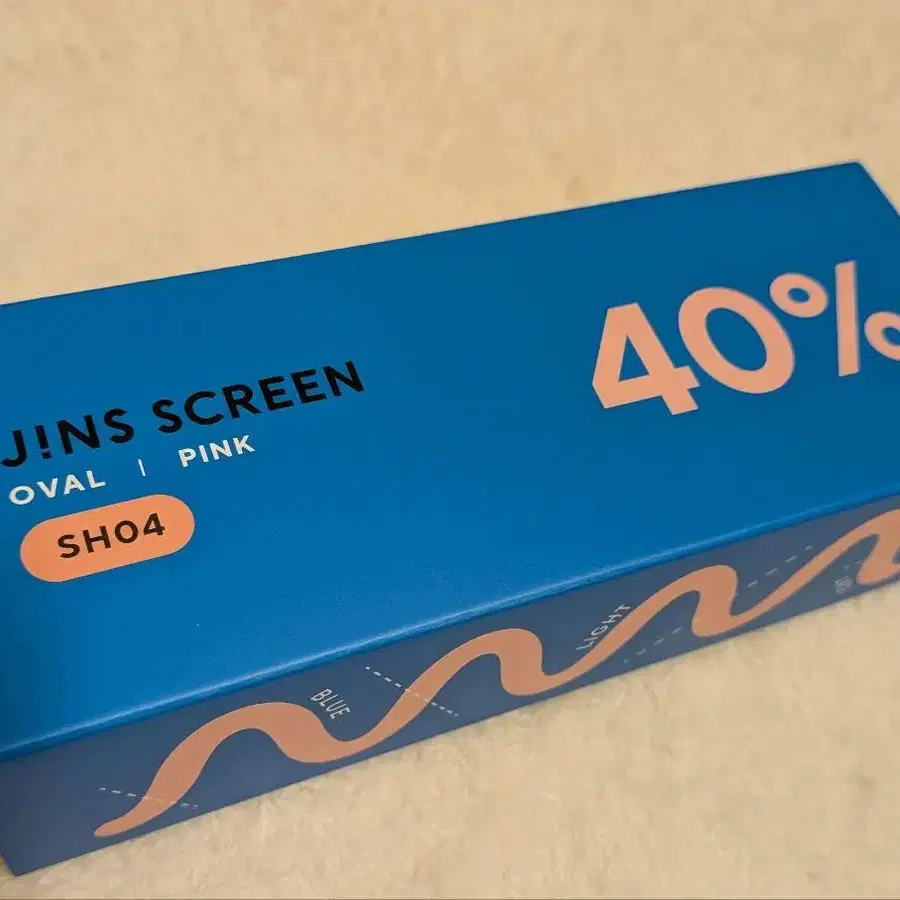 J!NS SCREEN
OVAL | PINK
SH04
40%
BLUE
LIGHT